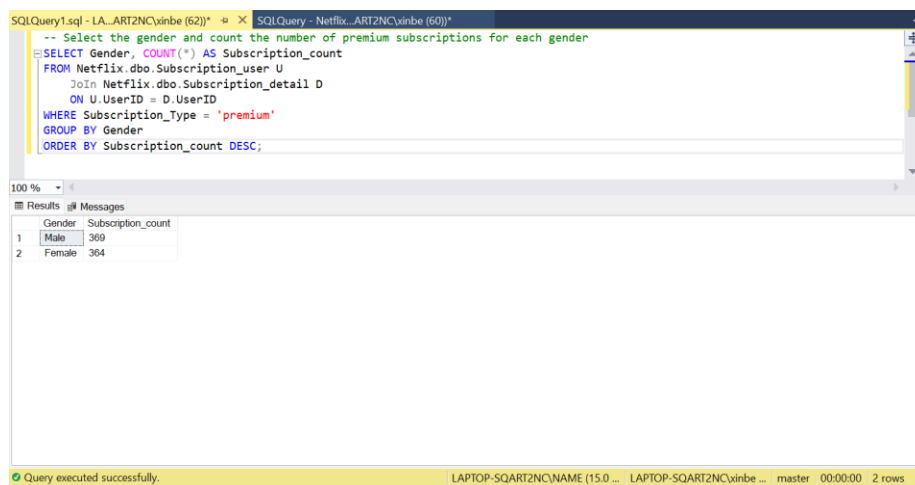 SQLQuery1.sql - LA...ART2NC\xinbe (62))* SQLQuery - Netflix...ART2NC\xinbe (60))*
-- Select the gender and count the number of premium subscriptions for each gender
SELECT Gender, COUNT(*) AS Subscription_count
FROM Netflix.dbo.Subscription_user U
JoIn Netflix.dbo.Subscription_detail D
ON U.UserID = D.UserID
WHERE Subscription_Type = 'premium'
GROUP BY Gender
ORDER BY Subscription_count DESC;
100 %
Results Messages
Gender Subscription_count
1 Male 369
2 Female 364
Query executed successfully. LAPTOP-SQART2NC\NAME (15.0 ... LAPTOP-SQART2NC\xinbe ... master 00:00:00 2 rows